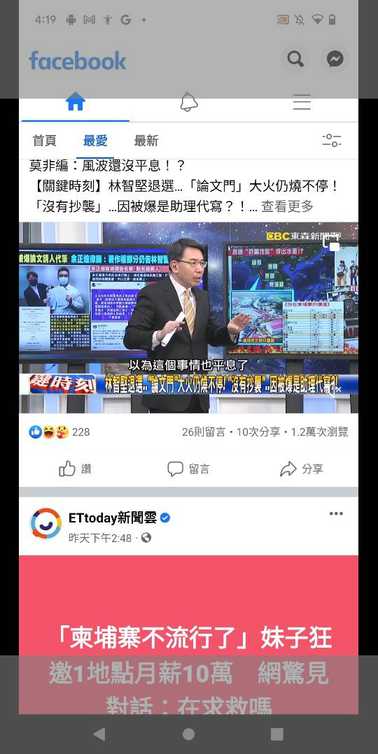 4:19
facebook
首頁
最愛
最新
莫非編：風波還沒平息！？
【關鍵時刻】林智堅退選...「論文門」大火仍燒不停！
「沒有抄襲」...因被爆是助理代寫？！... 查看更多
EBC東森新聞
以為這個事情也平息了
鍵時刻
林智堅退選..."論文門"大火仍燒不停!"沒有抄襲"...因被爆是助理代寫?!
228
26則留言・10次分享・1.2萬次瀏覽
讚
留言
分享
ETtoday新聞雲
昨天下午2:48
「柬埔寨不流行了」妹子狂
邀1地點月薪10萬　網驚見
對話：在求救嗎